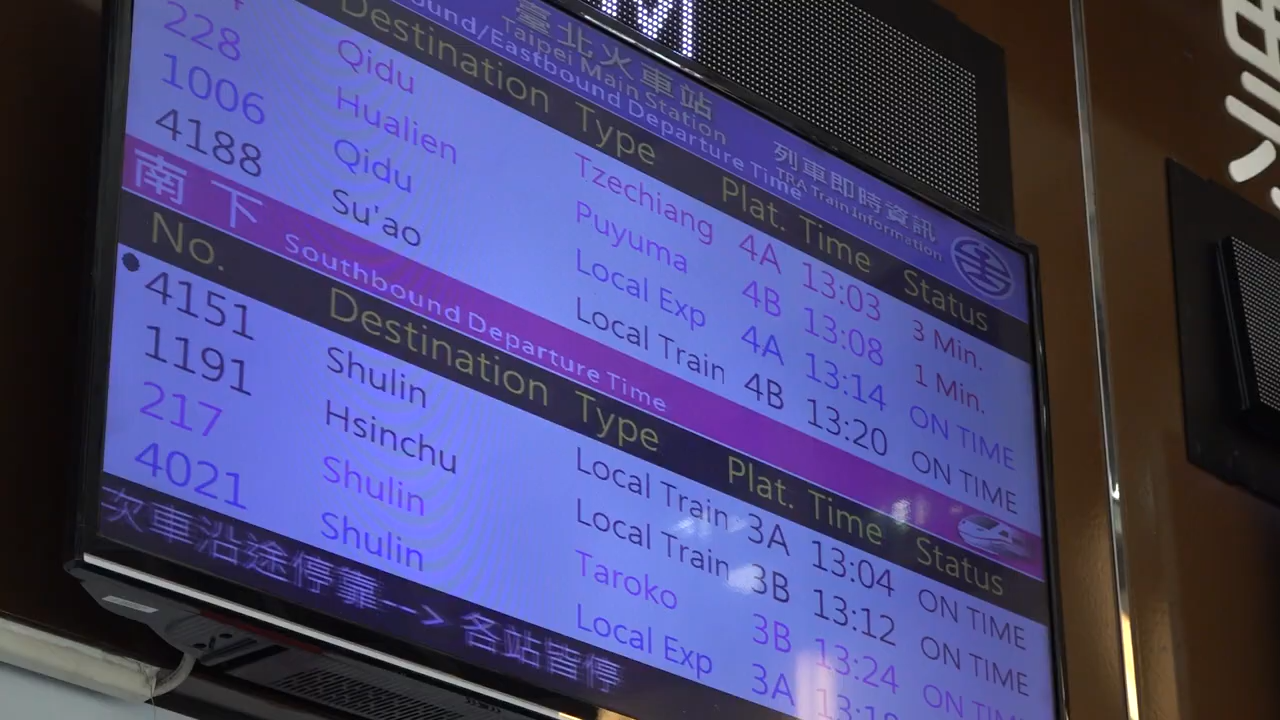 臺北火車站 列車即時資訊
Taipei Main Station TRA Train Information
Eastbound Departure Time
Destination Type Plat. Time Status
Qidu Tzechiang 4A 13:03 3 Min.
228 Hualien Puyuma 4B 13:08 1 Min.
1006 Qidu Local Exp 4A 13:14 ON TIME
4188 Su'ao Local Train 4B 13:20 ON TIME
南下 Southbound Departure Time
No. Destination Type Plat. Time Status
4151 Shulin Local Train 3A 13:04 ON TIME
1191 Hsinchu Local Train 3B 13:12 ON TIME
217 Shulin Taroko 3B 13:24 ON TIME
4021 Shulin Local Exp 3A
次車沿途停靠--> 各站皆停